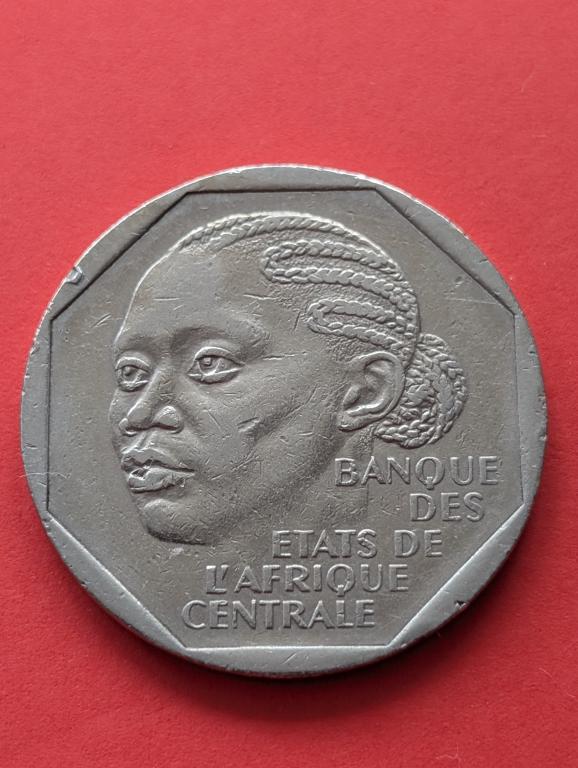 BANQUE
DES
ETATS DE
L'AFRIQUE
CENTRALE